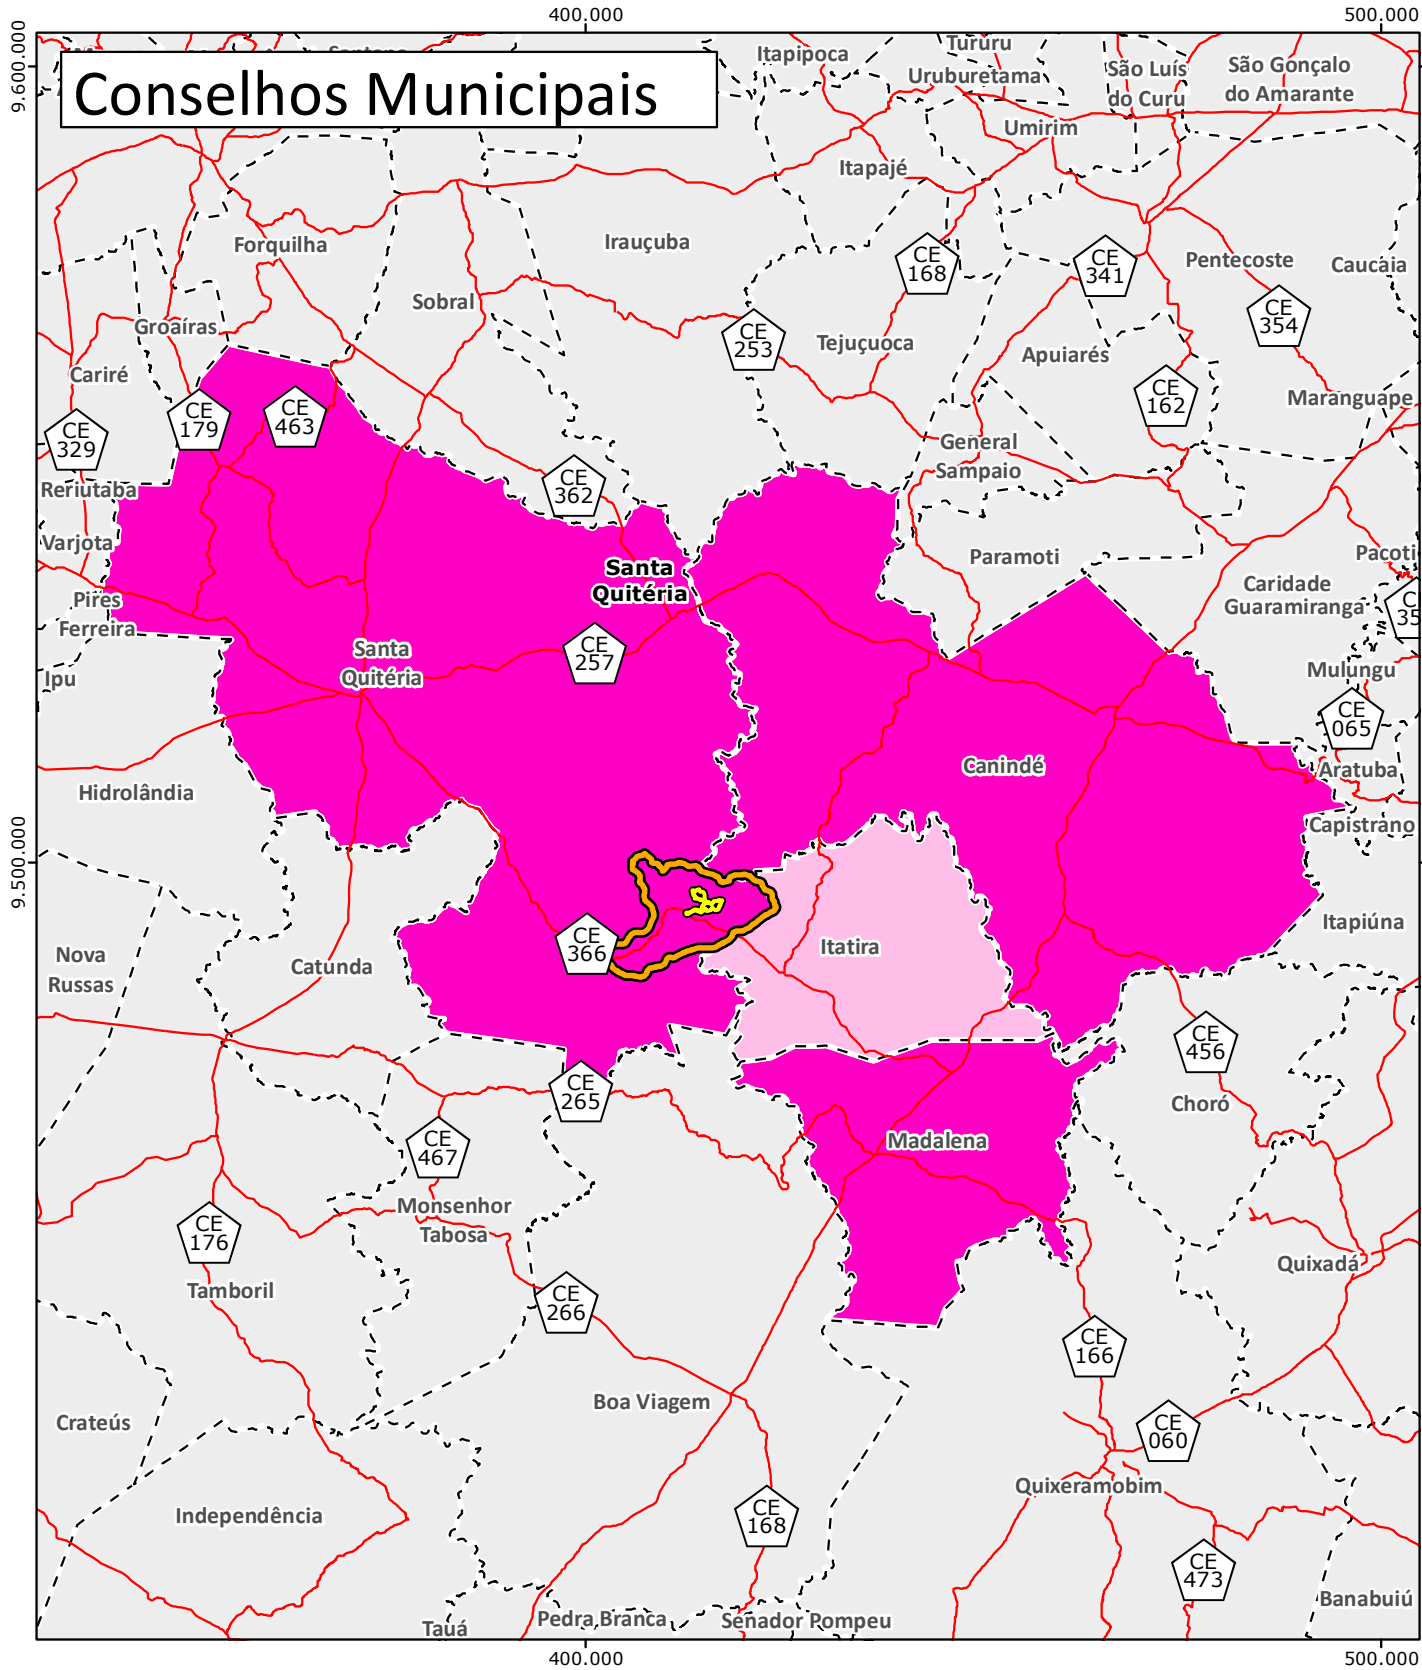 400.000
500.000
9.600.000
Santana
Conselhos Municipais
Itapipoca
Tururu
Uruburetama
São Luís
do Curu
São Gonçalo
do Amarante
Umirim
Itapajé
Forquilha
Irauçuba
CE
168
CE
341
Pentecoste
Caucaia
Sobral
Groaíras
CE
253
Tejuçuoca
CE
354
Apuiarés
Cariré
CE
179
CE
463
CE
162
Maranguape
CE
329
General
Sampaio
CE
362
Reriutaba
Varjota
Paramoti
Pacoti
Santa
Quitéria
Caridade
Guaramiranga
Pires
Ferreira
CE
257
Santa
Quitéria
Ipu
Mulungu
CE
065
Canindé
Aratuba
Hidrolândia
Capistrano
9.500.000
Itapiúna
CE
366
Itatira
Nova
Russas
Catunda
CE
456
CE
265
Choró
CE
467
Madalena
Monsenhor
Tabosa
CE
176
Quixadá
Tamboril
CE
266
CE
166
Boa Viagem
Crateús
CE
060
Quixeramobim
Independência
CE
168
CE
473
Banabuiú
Tauá
Pedra Branca
Senador Pompeu
400.000
500.000